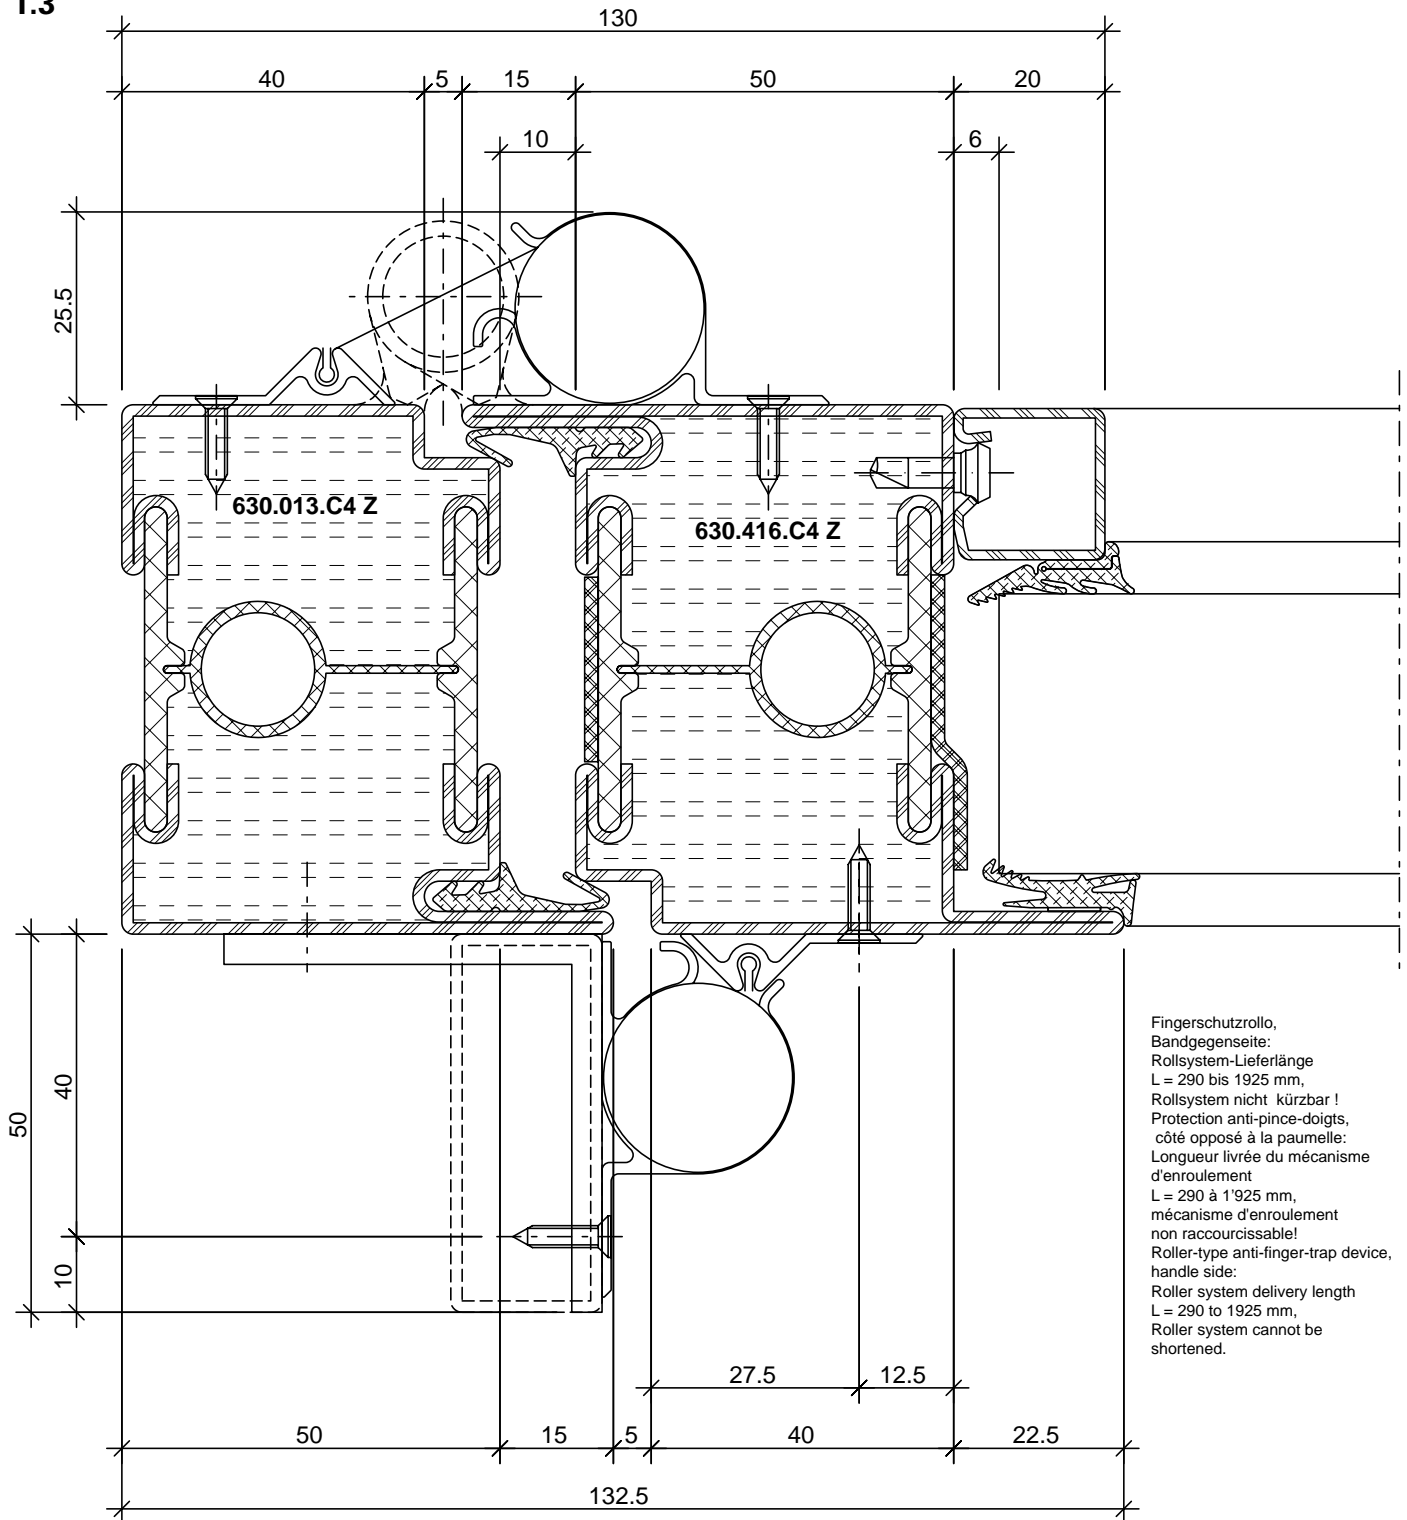 1.3
130
40 5 15 50 20
10 6
25.5
630.013.C4 Z
630.416.C4 Z
50
40
10
27.5 12.5
50 15 5 40 22.5
132.5
Fingerschutzrollo,
Bandgegenseite:
Rollsystem-Lieferlänge
L = 290 bis 1925 mm,
Rollsystem nicht kürzbar !
Protection anti-pince-doigts,
côté opposé à la paumelle:
Longueur livrée du mécanisme
d'enroulement
L = 290 à 1'925 mm,
mécanisme d'enroulement
non raccourcissable!
Roller-type anti-finger-trap device,
handle side:
Roller system delivery length
L = 290 to 1925 mm,
Roller system cannot be
shortened.